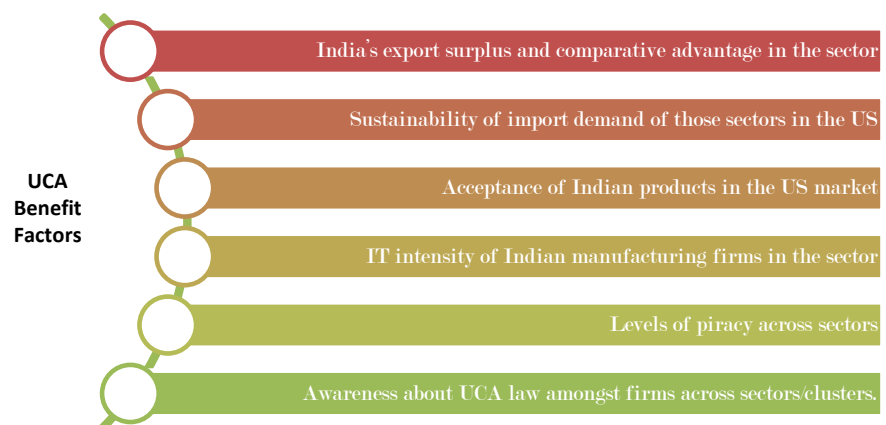 India's export surplus and comparative advantage in the sector
Sustainability of import demand of those sectors in the US
Acceptance of Indian products in the US market
UCA
Benefit
Factors
IT intensity of Indian manufacturing firms in the sector
Levels of piracy across sectors
Awareness about UCA law amongst firms across sectors/clusters.